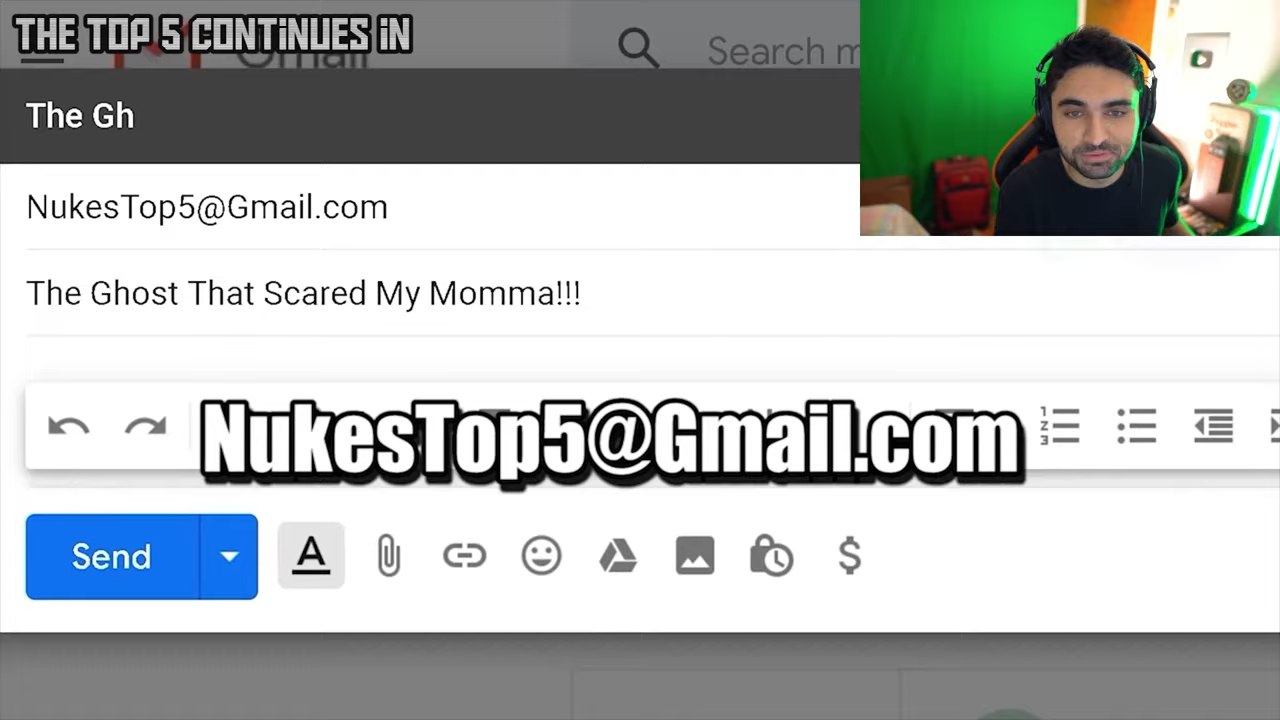 THE TOP 5 CONTINUES IN
Gmail
Search m
The Gh
NukesTop5@Gmail.com
The Ghost That Scared My Momma!!!
NukesTop5@Gmail.com
Send